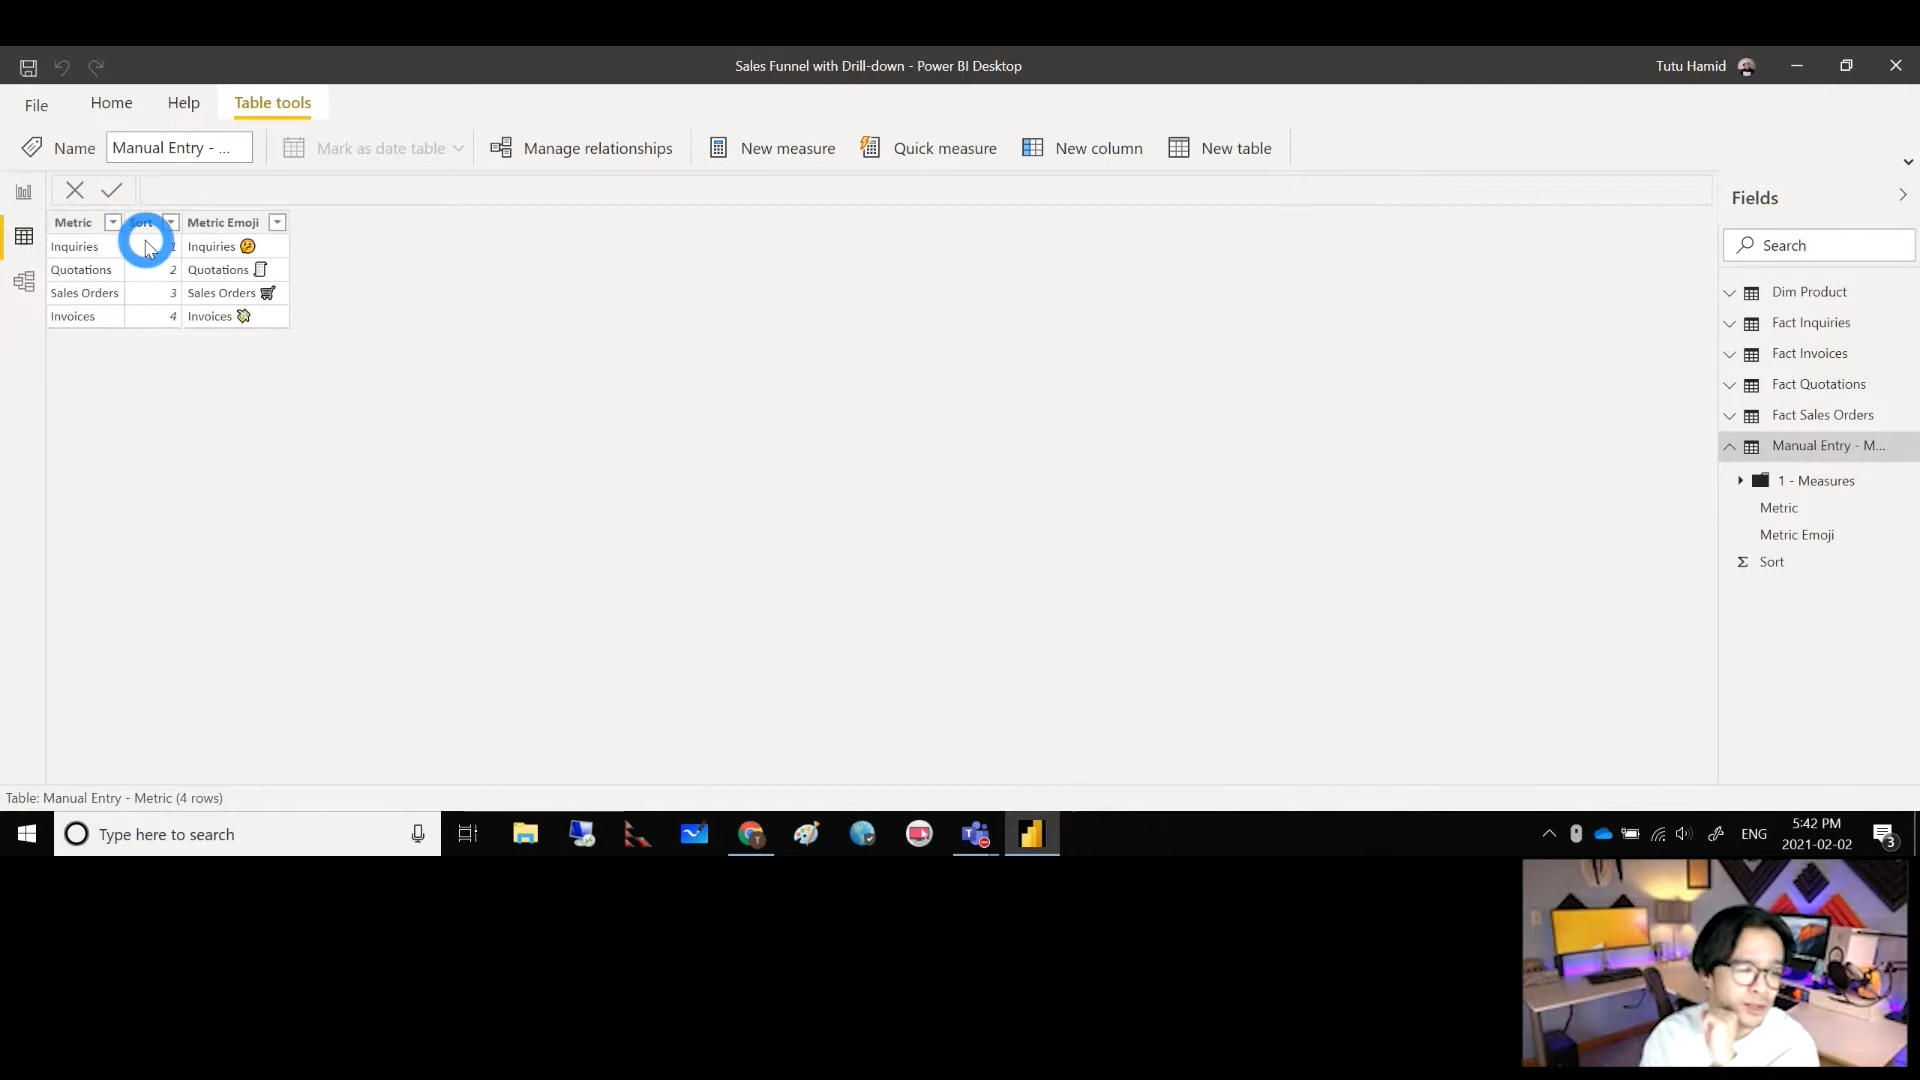 Sales Funnel with Drill-down - Power BI Desktop
Tutu Hamid
File
Home
Help
Table tools
Name
Manual Entry - ...
Mark as date table
Manage relationships
New measure
Quick measure
New column
New table
Metric
Sort
Metric Emoji
Inquiries 1 Inquiries 🤔
Quotations 2 Quotations 🧾
Sales Orders 3 Sales Orders 🛒
Invoices 4 Invoices 💸
Fields
Search
Dim Product
Fact Inquiries
Fact Invoices
Fact Quotations
Fact Sales Orders
Manual Entry - M...
1 - Measures
Metric
Metric Emoji
Σ Sort
Table: Manual Entry - Metric (4 rows)
Type here to search
T
ENG
5:42 PM
2021-02-02
3